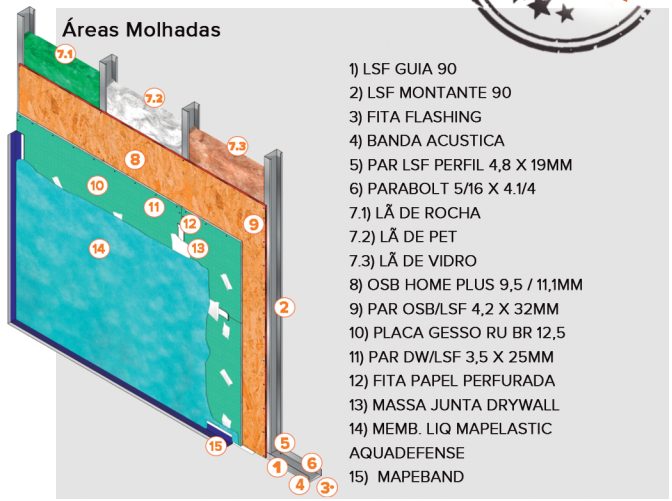 Áreas Molhadas
1) LSF GUIA 90
2) LSF MONTANTE 90
3) FITA FLASHING
4) BANDA ACUSTICA
5) PAR LSF PERFIL 4,8 X 19MM
6) PARABOLT 5/16 X 4.1/4
7.1) LÃ DE ROCHA
7.2) LÃ DE PET
7.3) LÃ DE VIDRO
8) OSB HOME PLUS 9,5 / 11,1MM
9) PAR OSB/LSF 4,2 X 32MM
10) PLACA GESSO RU BR 12,5
11) PAR DW/LSF 3,5 X 25MM
12) FITA PAPEL PERFURADA
13) MASSA JUNTA DRYWALL
14) MEMB. LIQ MAPELASTIC
AQUADEFENSE
15) MAPEBAND
7.1
7.2
7.3
8
10
11
12
9
13
14
2
15
5
1
6
4
3*